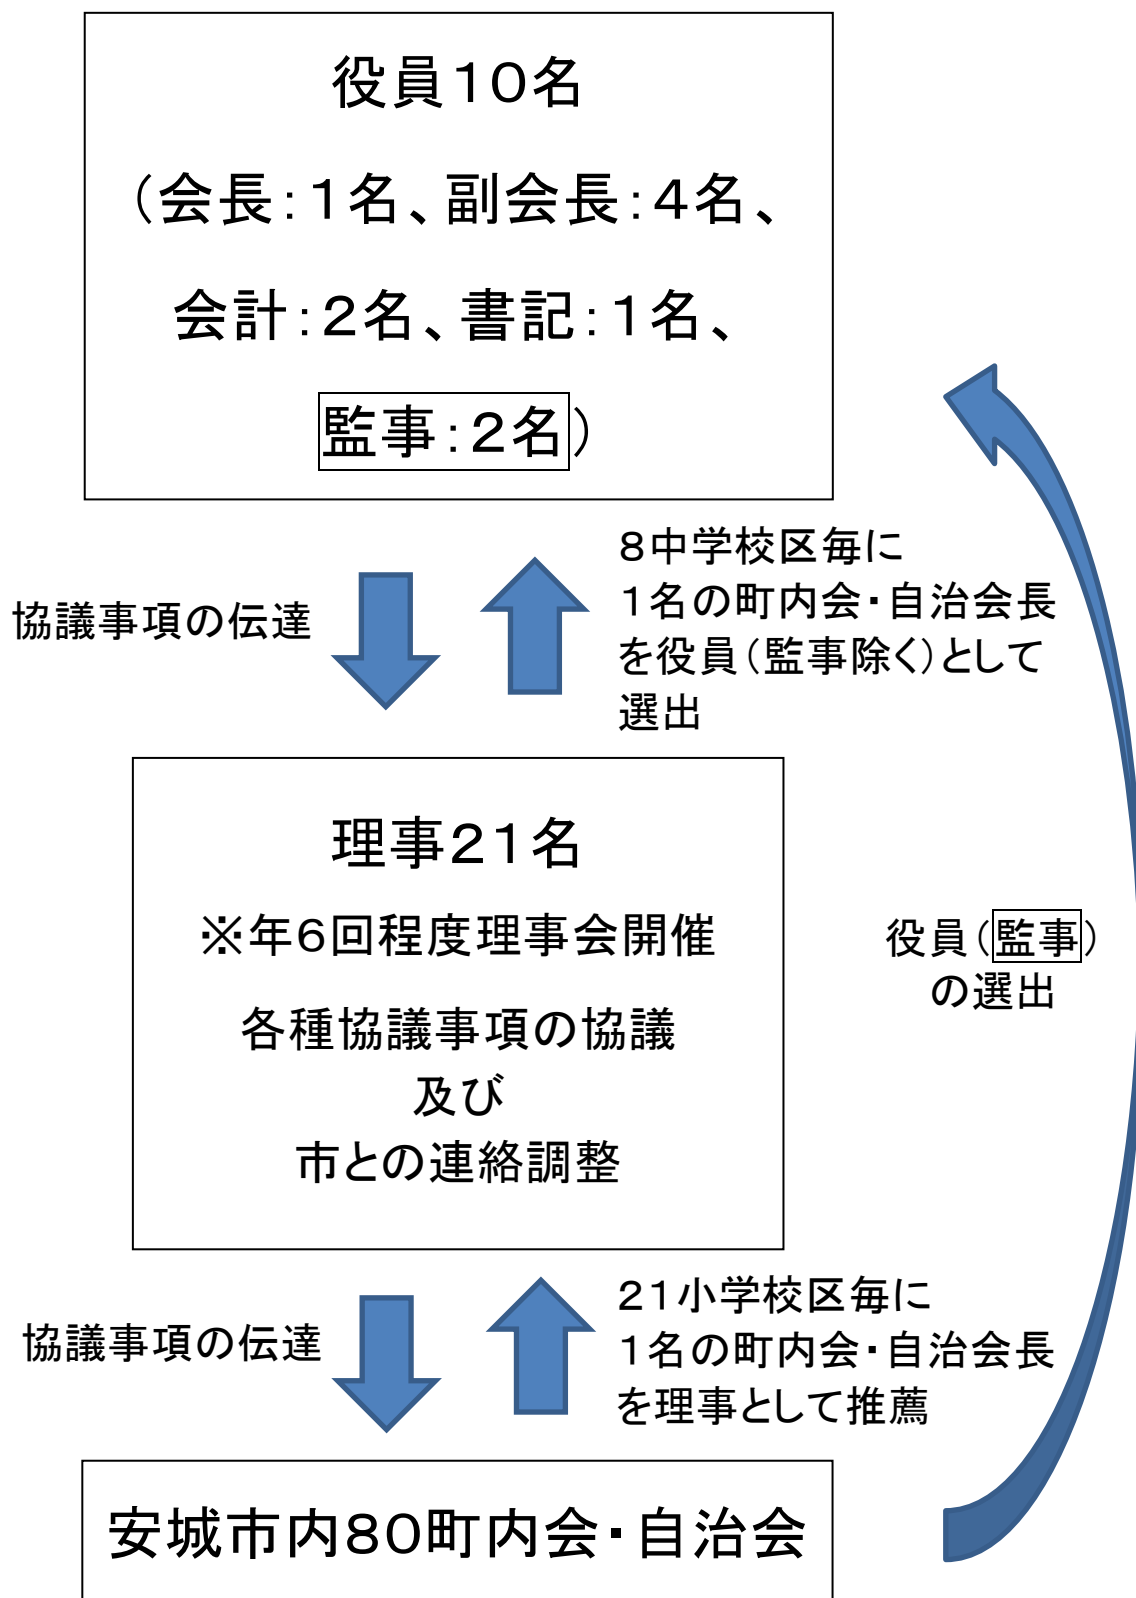 役員１０名
（会長：１名、副会長：４名、
会計：２名、書記：１名、
監事：２名）
協議事項の伝達
８中学校区毎に
１名の町内会・自治会長
を役員（監事除く）として
選出
理事２１名
※年６回程度理事会開催
各種協議事項の協議
及び
市との連絡調整
役員（監事）
の選出
協議事項の伝達
２１小学校区毎に
１名の町内会・自治会長
を理事として推薦
安城市内８０町内会・自治会